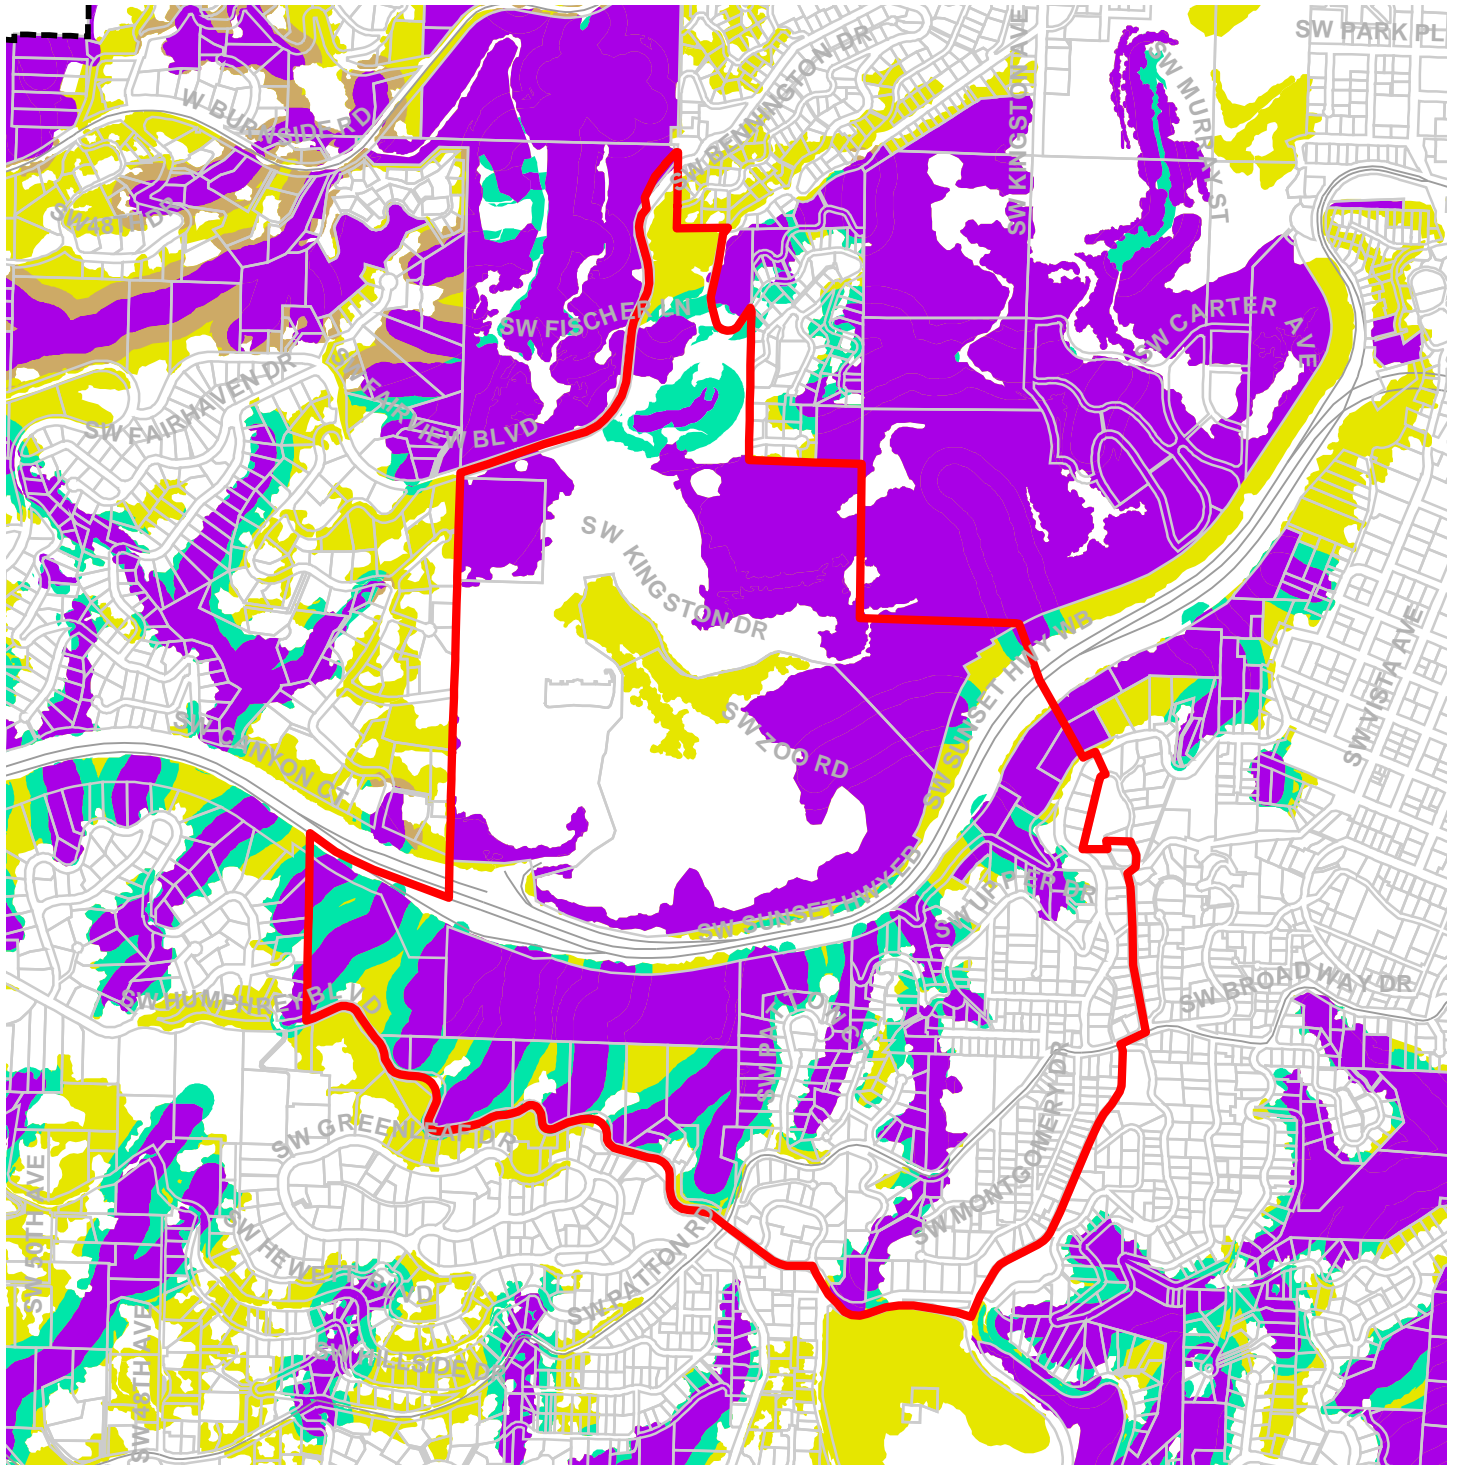 SW PARK PL
SW KINGSTON AVE
SW BENNINGTON DR
SW MURRAY ST
W BURNSIDE RD
SW 48TH DR
SW FISCHER LN
SW CARTER AVE
SW FAIRHAVEN DR
SW FAIRVIEW BLVD
SW KINGSTON DR
SW SUNSET HWY WB
SW VISTA AVE
SW ZOO RD
SW CANYON CT
SW SUNSET HWY EB
SW UPPER DR
SW HUMPHREY BLVD
SW BROADWAY DR
SW PATTON
SW GREENLEAF DR
SW MONTGOMERY DR
SW 50TH AVE
SW HEWETT BLVD
SW PATTON RD
SW HILLSIDE DR
SW 48TH AVE